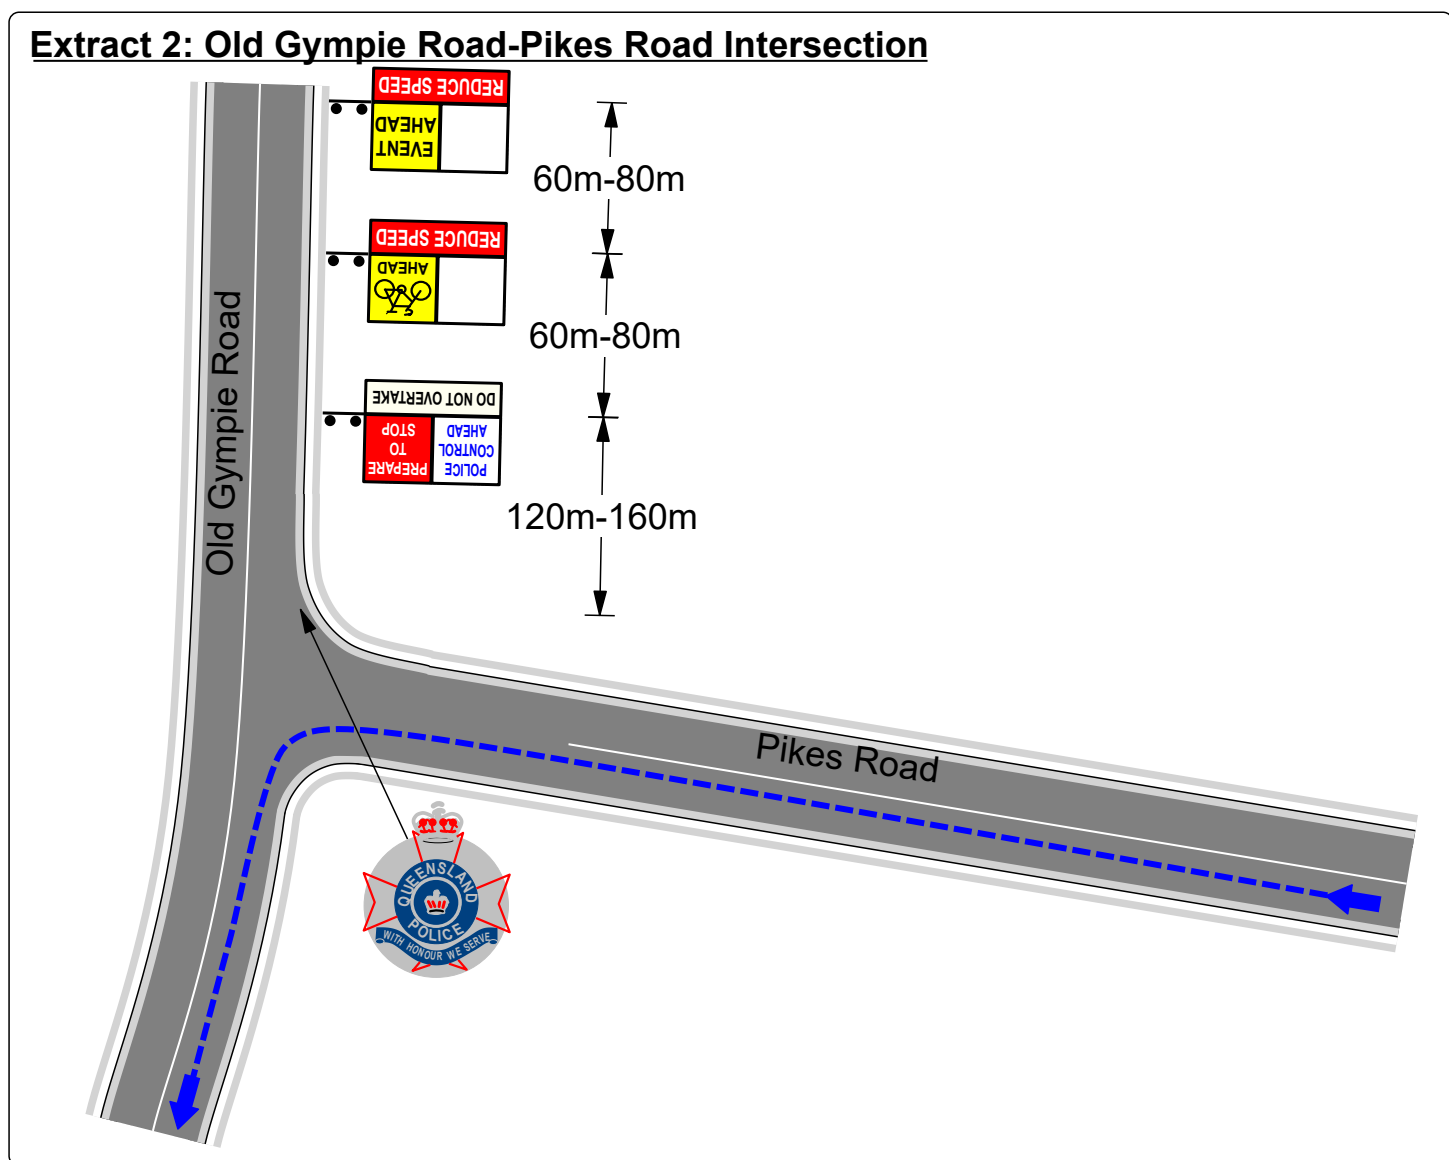 Extract 2: Old Gympie Road-Pikes Road Intersection
REDUCE SPEED
EVENT
AHEAD
60m-80m
REDUCE SPEED
AHEAD
60m-80m
DO NOT OVERTAKE
PREPARE
TO
STOP
POLICE
CONTROL
AHEAD
120m-160m
Old Gympie Road
Pikes Road
QUEENSLAND
POLICE
WITH HONOUR WE SERVE